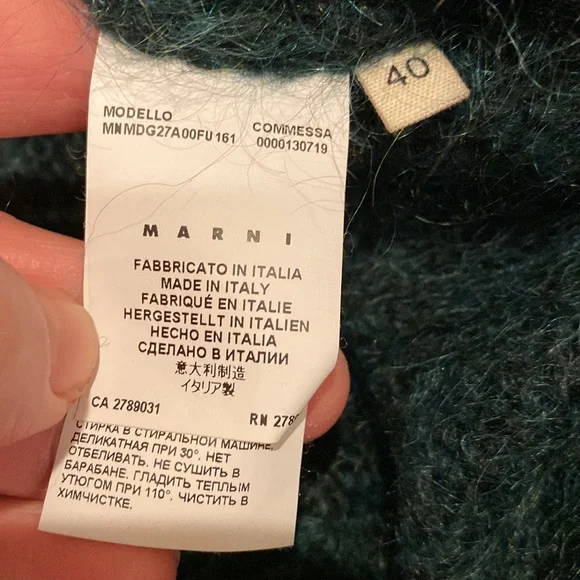 40
MODELLO
MNMDG27A00FU161
COMMESSA
0000130719
MARNI
FABBRICATO IN ITALIA
MADE IN ITALY
FABRIQUÉ EN ITALIE
HERGESTELLT IN ITALIEN
HECHO EN ITALIA
СДЕЛАНО В ИТАЛИИ
意大利制造
イタリア製
CA 2789031
RN
СТИРКА В СТИРАЛЬНОЙ МАШИНЕ,
ДЕЛИКАТНАЯ ПРИ 30°. НЕТ
ОТБЕЛИВАТЬ. НЕ СУШИТЬ В
БАРАБАНЕ. ГЛАДИТЬ ТЕПЛЫМ
УТЮГОМ ПРИ 110°. ЧИСТИТЬ В
ХИМЧИСТКЕ.